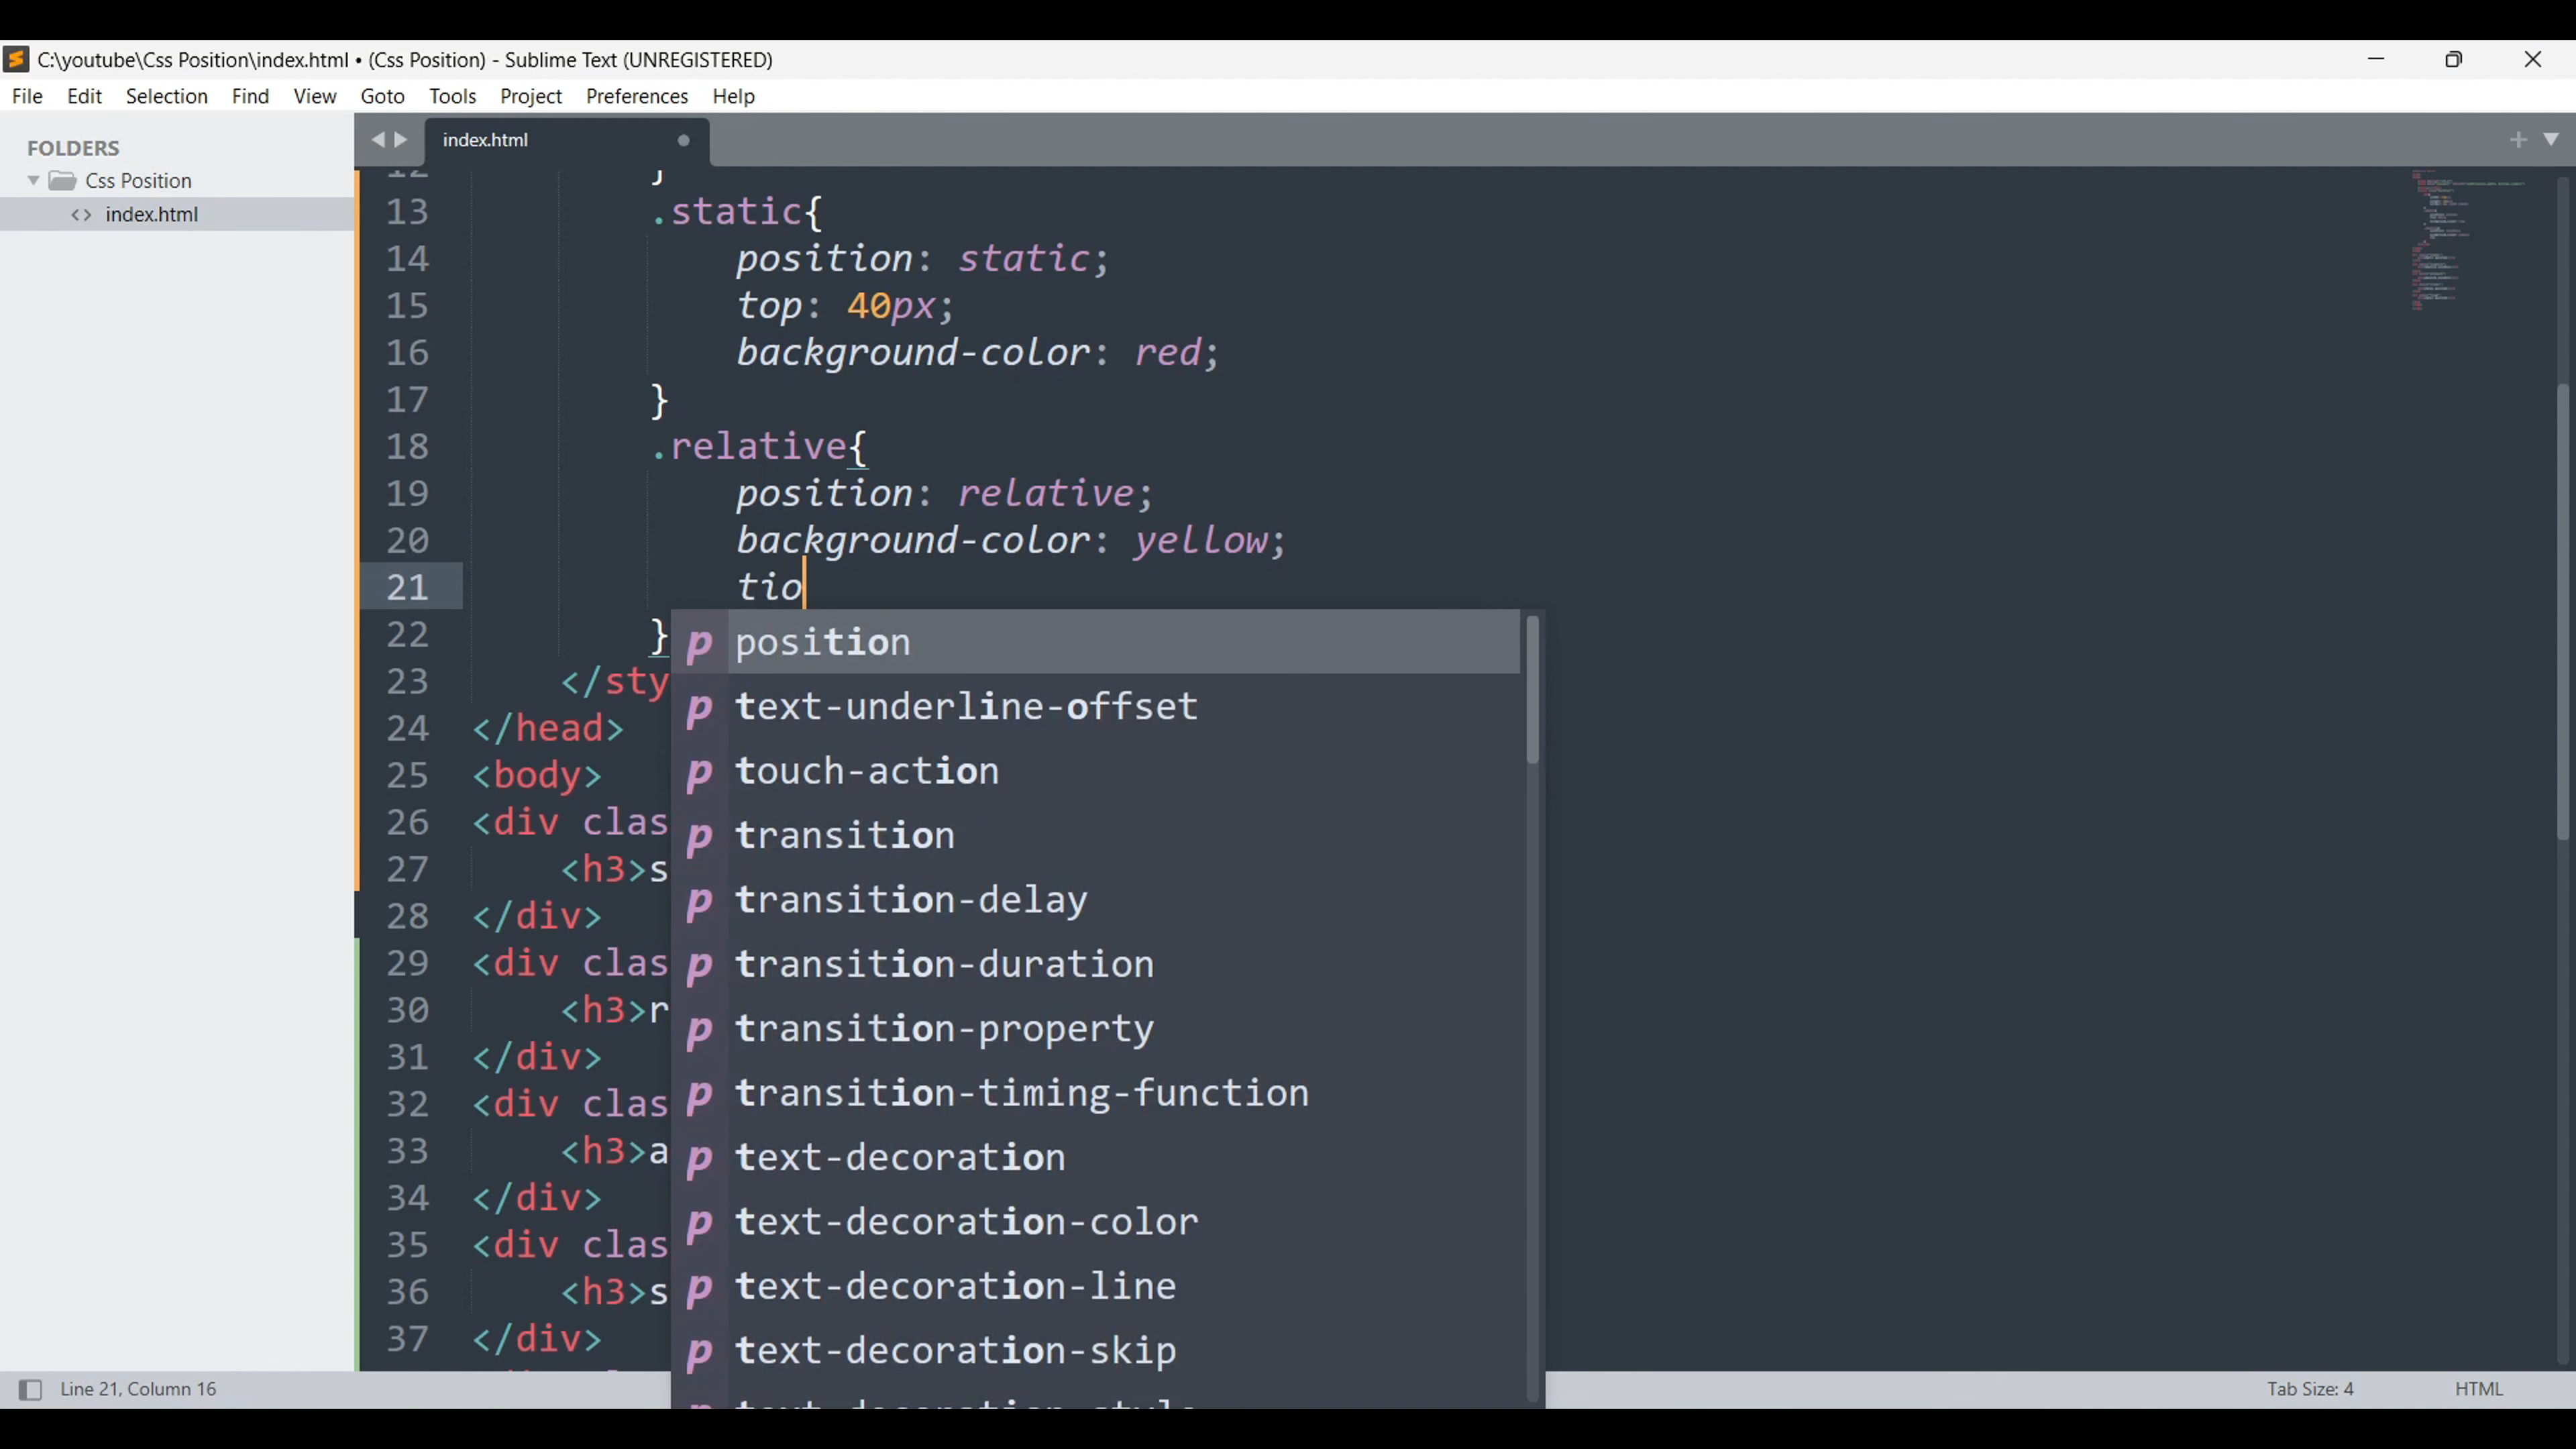 C:\youtube\Css Position\index.html • (Css Position) - Sublime Text (UNREGISTERED)
File Edit Selection Find View Goto Tools Project Preferences Help
FOLDERS
Css Position
<> index.html
index.html
12 }
13 .static{
14 position: static;
15 top: 40px;
16 background-color: red;
17 }
18 .relative{
19 position: relative;
20 background-color: yellow;
21 tio
22 }
23 </sty
24 </head>
25 <body>
26 <div clas
27 <h3>s
28 </div>
29 <div clas
30 <h3>r
31 </div>
32 <div clas
33 <h3>a
34 </div>
35 <div clas
36 <h3>s
37 </div>
p position
p text-underline-offset
p touch-action
p transition
p transition-delay
p transition-duration
p transition-property
p transition-timing-function
p text-decoration
p text-decoration-color
p text-decoration-line
p text-decoration-skip
Line 21, Column 16
Tab Size: 4
HTML